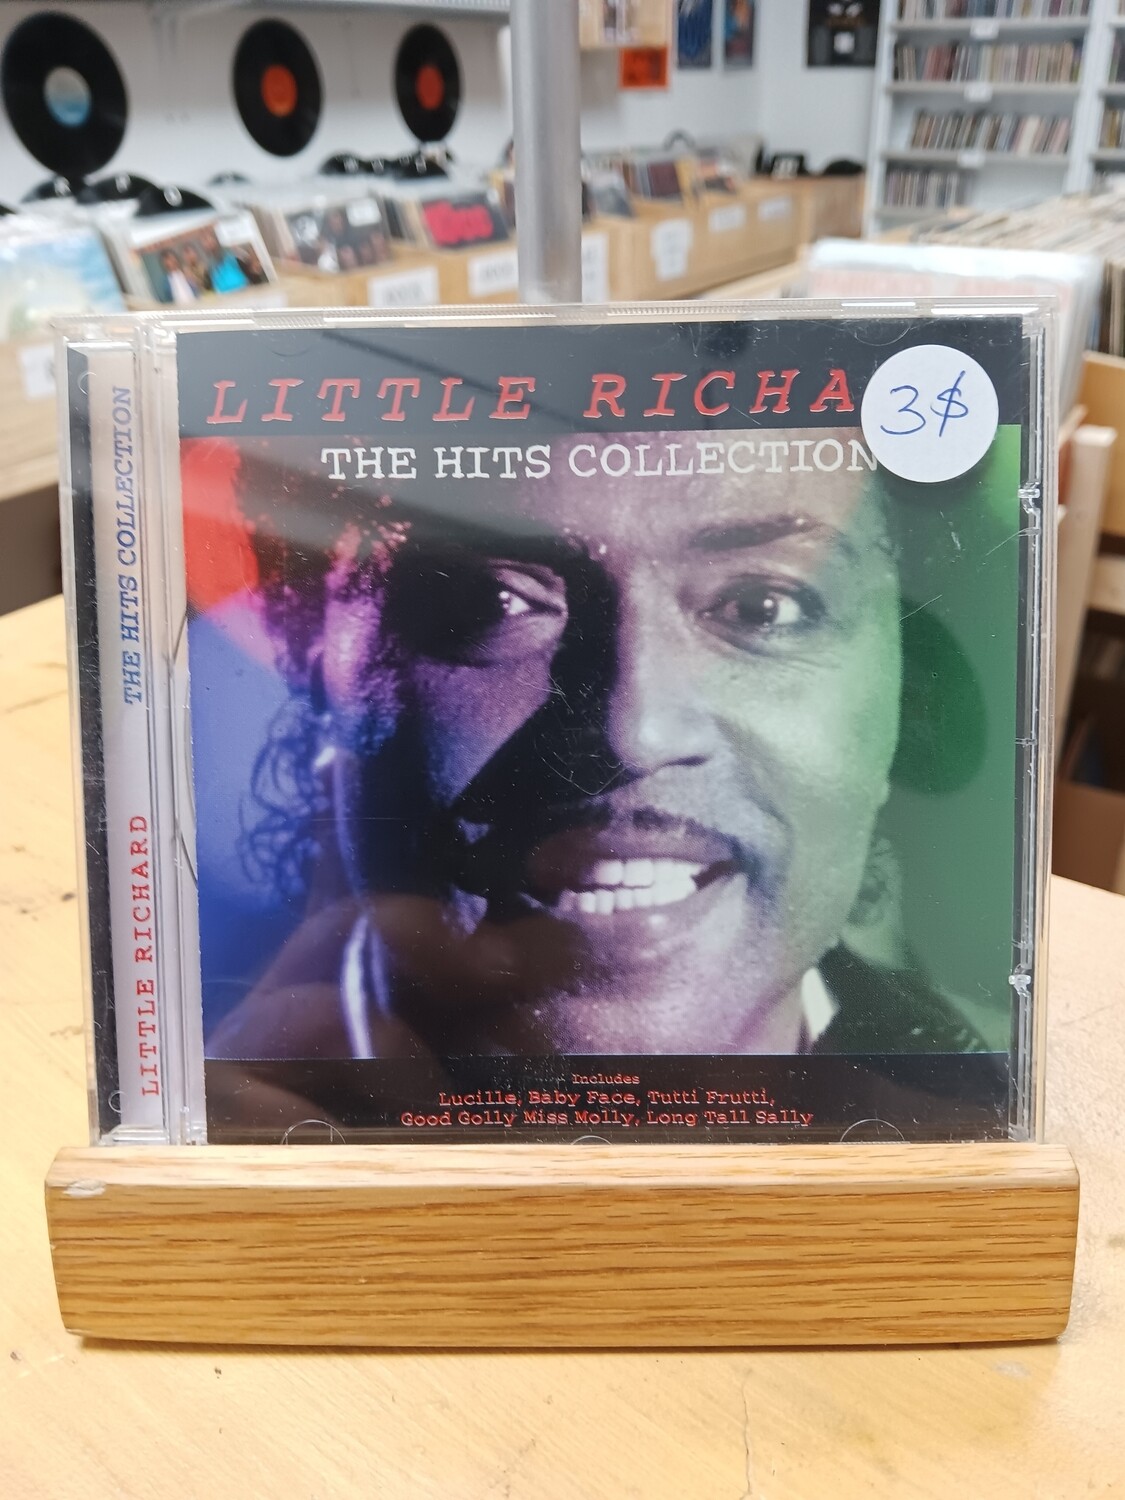 LITTLE RICHA
3$
THE HITS COLLECTION
THE HITS COLLECTION
LITTLE RICHARD
Includes
Lucille, Baby Face, Tutti Frutti,
Good Golly Miss Molly, Long Tall Sally